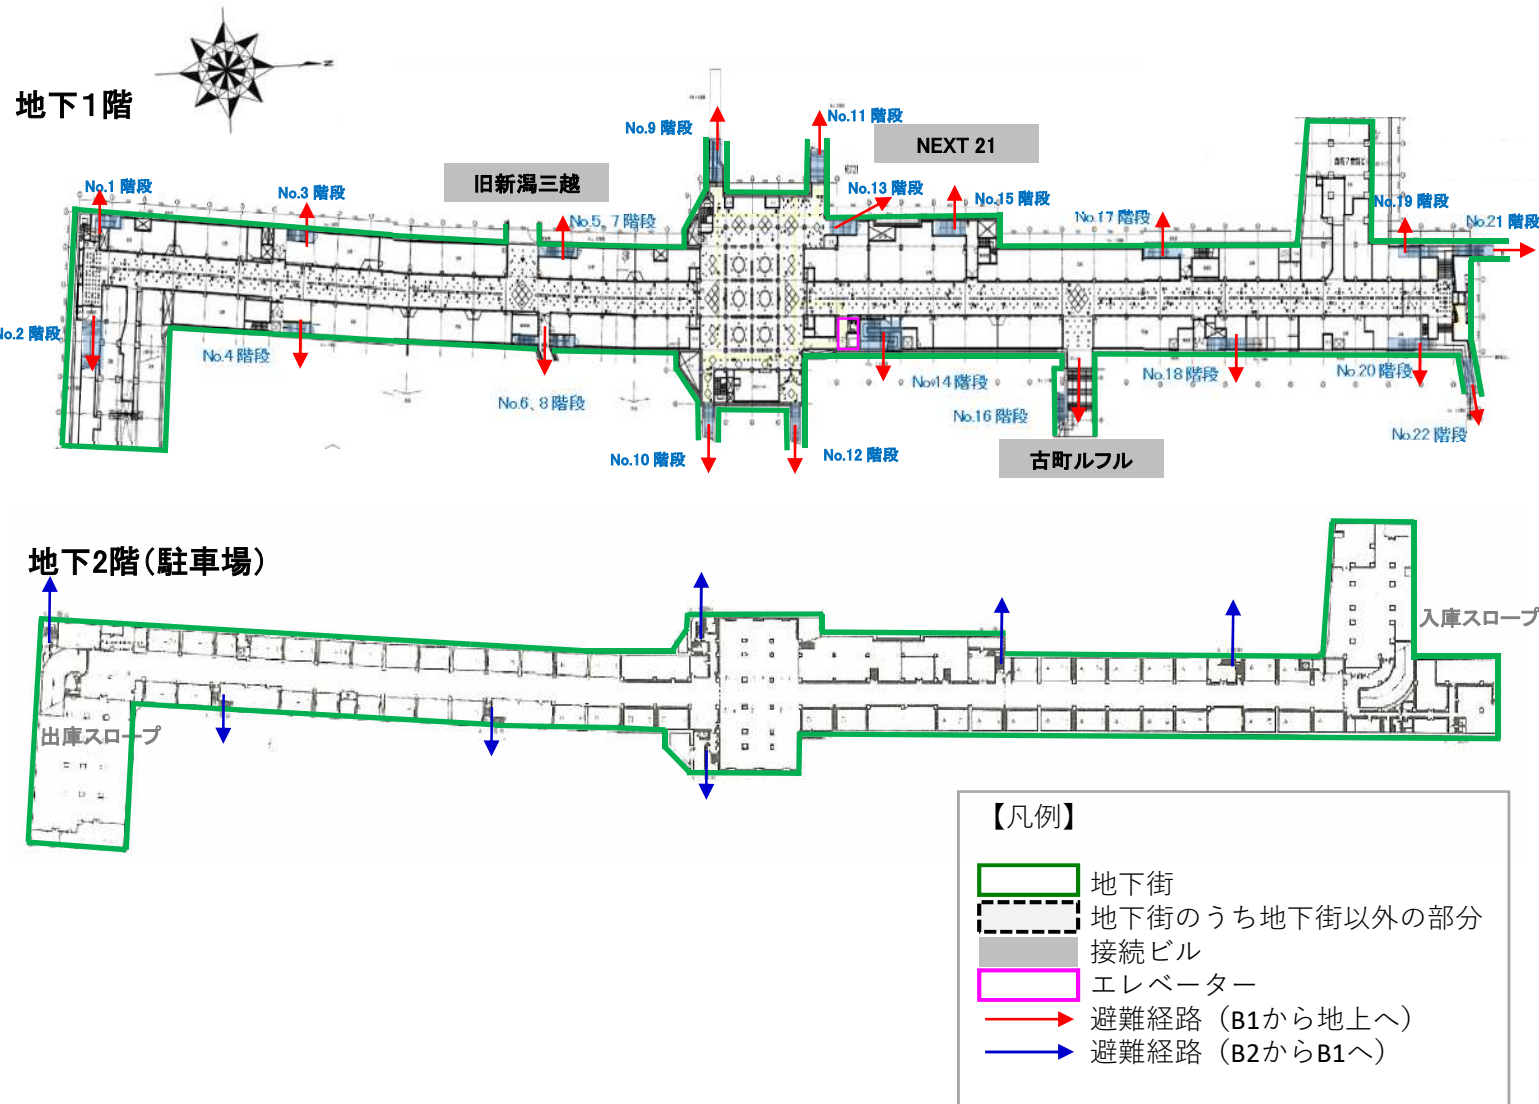 N
地下1階
No.9 階段
No.11 階段
NEXT 21
旧新潟三越
No.1 階段
No.3 階段
No.5、7 階段
No.13 階段
No.15 階段
No.17 階段
No.19 階段
No.21 階段
No.2 階段
No.4 階段
No.6、8 階段
No.14 階段
No.16 階段
No.18 階段
No.20 階段
No.22 階段
No.10 階段
No.12 階段
古町ルフル
地下2階(駐車場)
入庫スロープ
出庫スロープ
【凡例】
地下街
地下街のうち地下街以外の部分
接続ビル
エレベーター
避難経路（B1から地上へ）
避難経路（B2からB1へ）